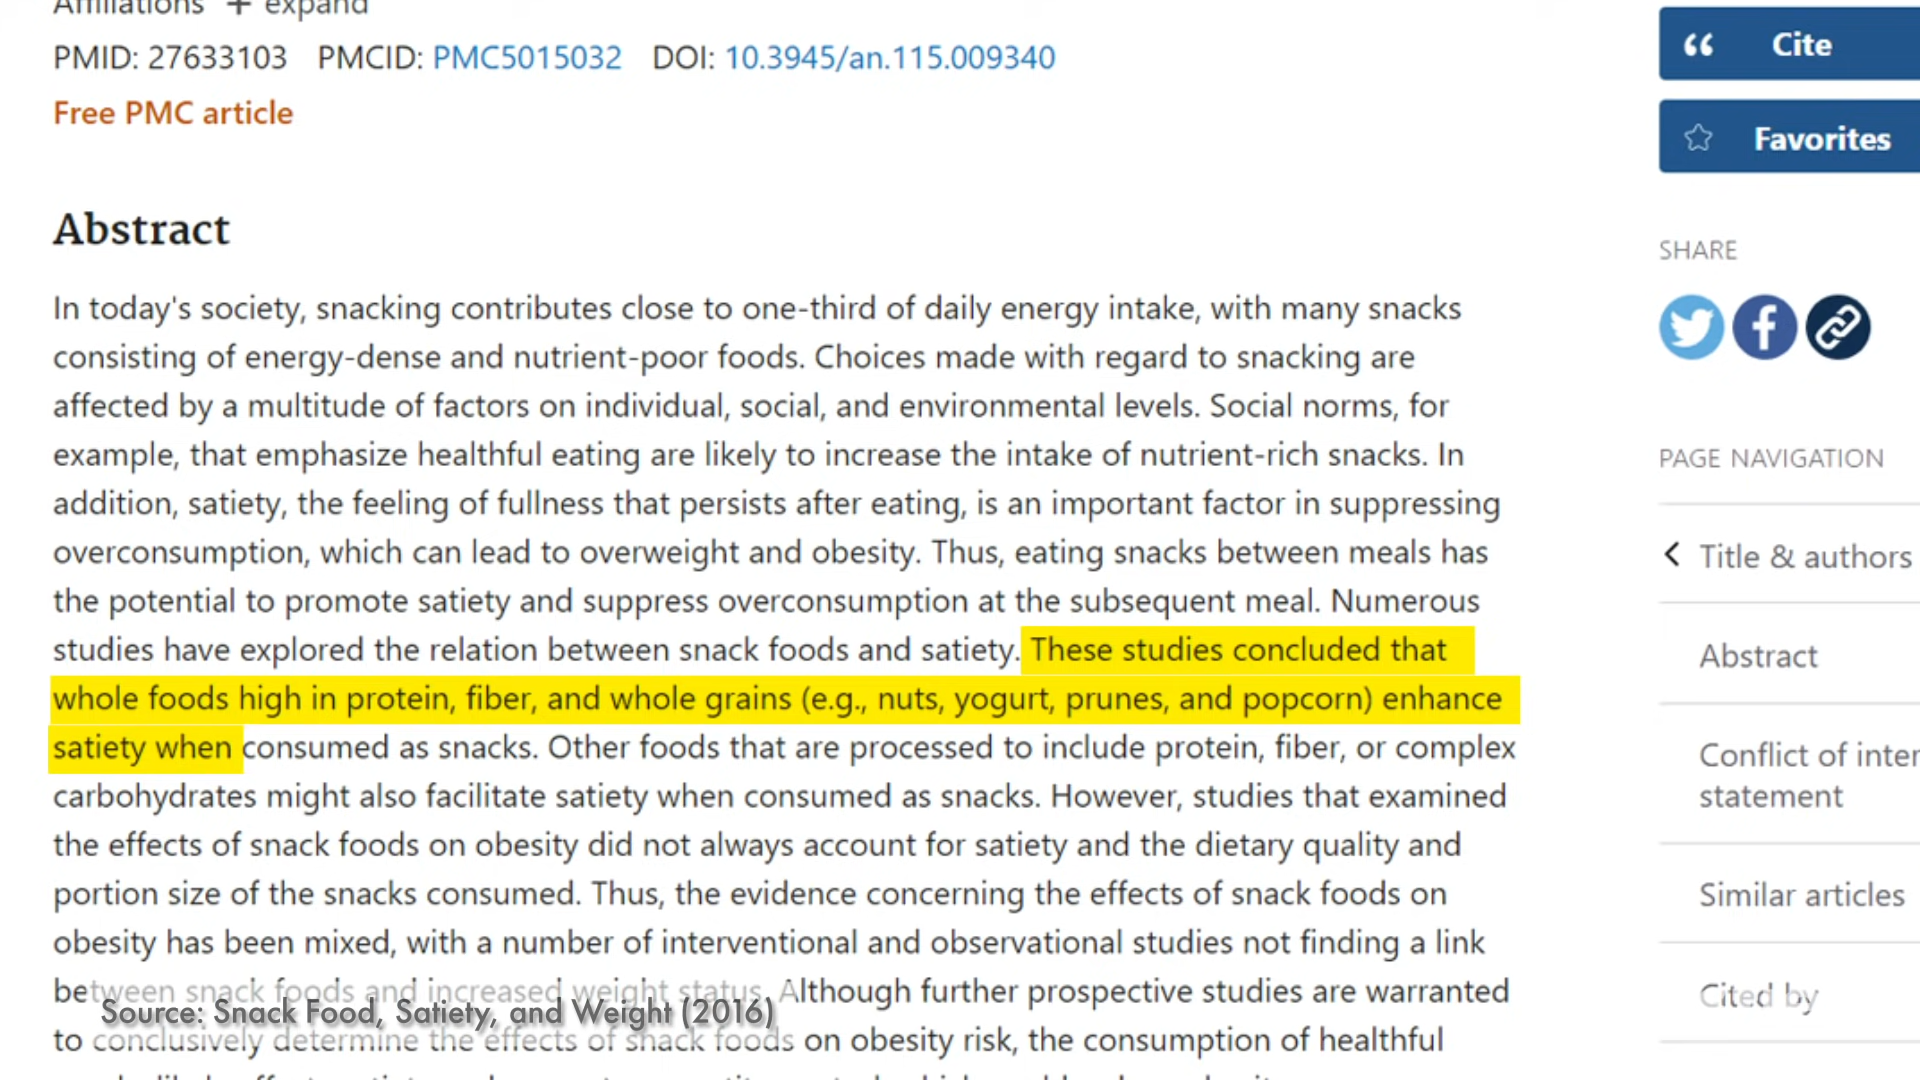 Affiliations + expand
PMID: 27633103 PMCID: PMC5015032 DOI: 10.3945/an.115.009340
Free PMC article
Abstract
In today's society, snacking contributes close to one-third of daily energy intake, with many snacks
consisting of energy-dense and nutrient-poor foods. Choices made with regard to snacking are
affected by a multitude of factors on individual, social, and environmental levels. Social norms, for
example, that emphasize healthful eating are likely to increase the intake of nutrient-rich snacks. In
addition, satiety, the feeling of fullness that persists after eating, is an important factor in suppressing
overconsumption, which can lead to overweight and obesity. Thus, eating snacks between meals has
the potential to promote satiety and suppress overconsumption at the subsequent meal. Numerous
studies have explored the relation between snack foods and satiety. These studies concluded that
whole foods high in protein, fiber, and whole grains (e.g., nuts, yogurt, prunes, and popcorn) enhance
satiety when consumed as snacks. Other foods that are processed to include protein, fiber, or complex
carbohydrates might also facilitate satiety when consumed as snacks. However, studies that examined
the effects of snack foods on obesity did not always account for satiety and the dietary quality and
portion size of the snacks consumed. Thus, the evidence concerning the effects of snack foods on
obesity has been mixed, with a number of interventional and observational studies not finding a link
between snack foods and increased weight status. Although further prospective studies are warranted
to conclusively determine the effects of snack foods on obesity risk, the consumption of healthful
Source: Snack Food, Satiety, and Weight (2016)
Cite
Favorites
SHARE
PAGE NAVIGATION
Title & authors
Abstract
Conflict of inter
statement
Similar articles
Cited by